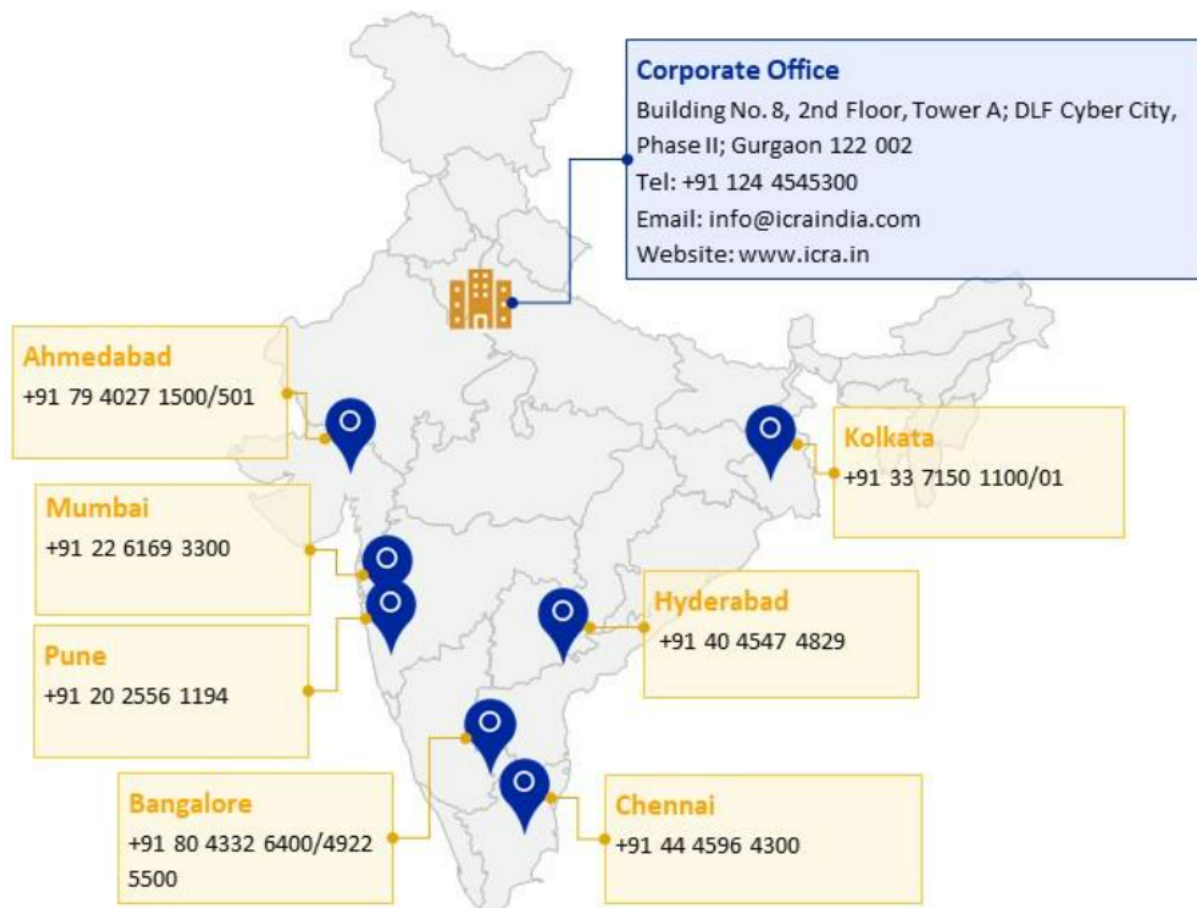 Corporate Office
Building No. 8, 2nd Floor, Tower A; DLF Cyber City,
Phase II; Gurgaon 122 002
Tel: +91 124 4545300
Email: info@icraindia.com
Website: www.icra.in
Ahmedabad
+91 79 4027 1500/501
Kolkata
+91 33 7150 1100/01
Mumbai
+91 22 6169 3300
Hyderabad
+91 40 4547 4829
Pune
+91 20 2556 1194
Bangalore
+91 80 4332 6400/4922
5500
Chennai
+91 44 4596 4300